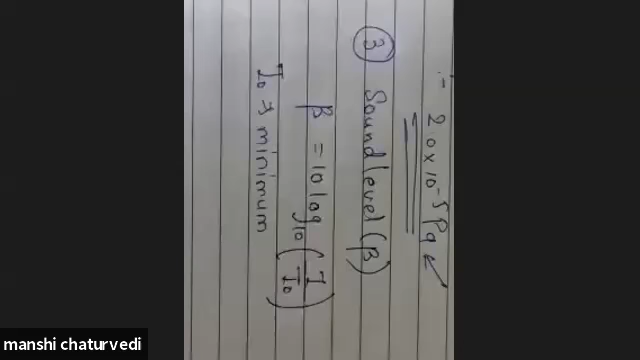 ∴ 2.0 × 10⁻⁵ Pa
③ Sound level (β)
β = 10 log₁₀ (I/I₀)
I₀ → minimum
manshi chaturvedi